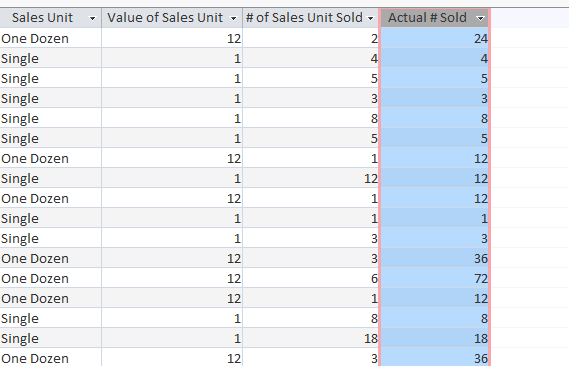 Sales Unit Value of Sales Unit # of Sales Unit Sold Actual # Sold
One Dozen 12 2 24
Single 1 4 4
Single 1 5 5
Single 1 3 3
Single 1 8 8
Single 1 5 5
One Dozen 12 1 12
Single 1 12 12
One Dozen 12 1 12
Single 1 1 1
Single 1 3 3
One Dozen 12 3 36
One Dozen 12 6 72
One Dozen 12 1 12
Single 1 8 8
Single 1 18 18
One Dozen 12 3 36